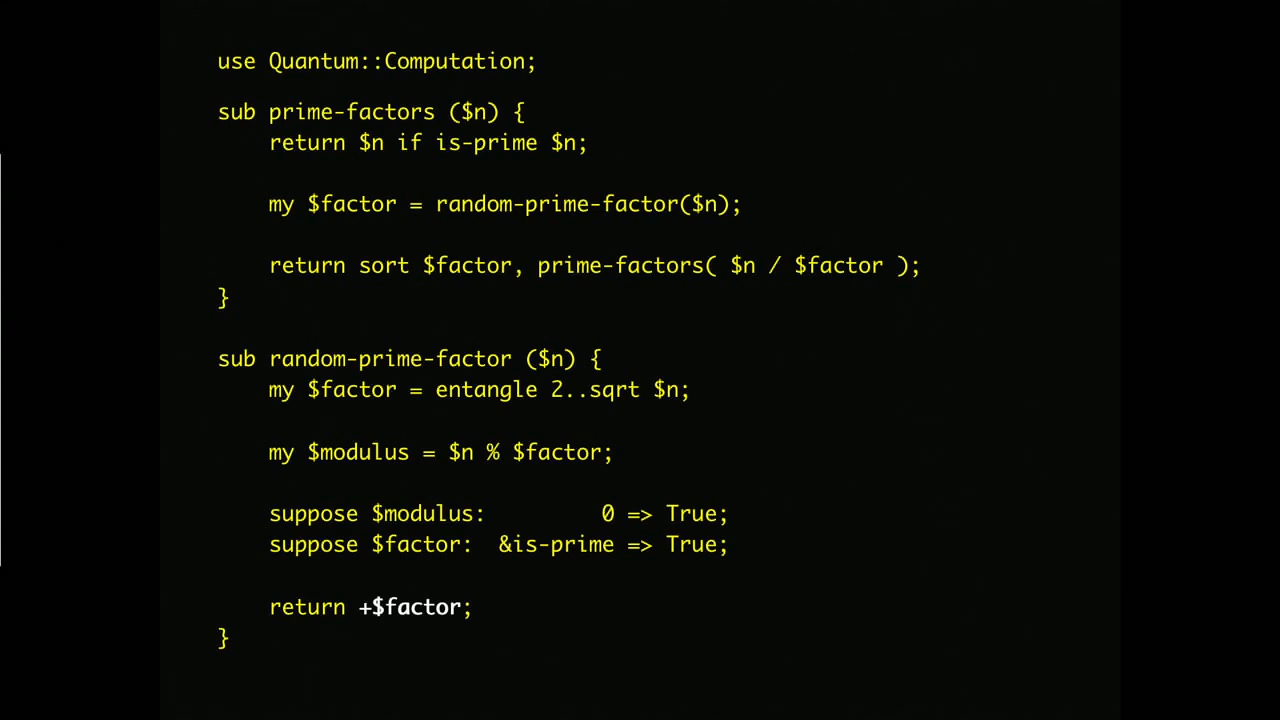 use Quantum::Computation;
sub prime-factors ($n) {
return $n if is-prime $n;
my $factor = random-prime-factor($n);
return sort $factor, prime-factors( $n / $factor );
}
sub random-prime-factor ($n) {
my $factor = entangle 2..sqrt $n;
my $modulus = $n % $factor;
suppose $modulus: 0 => True;
suppose $factor: &is-prime => True;
return +$factor;
}